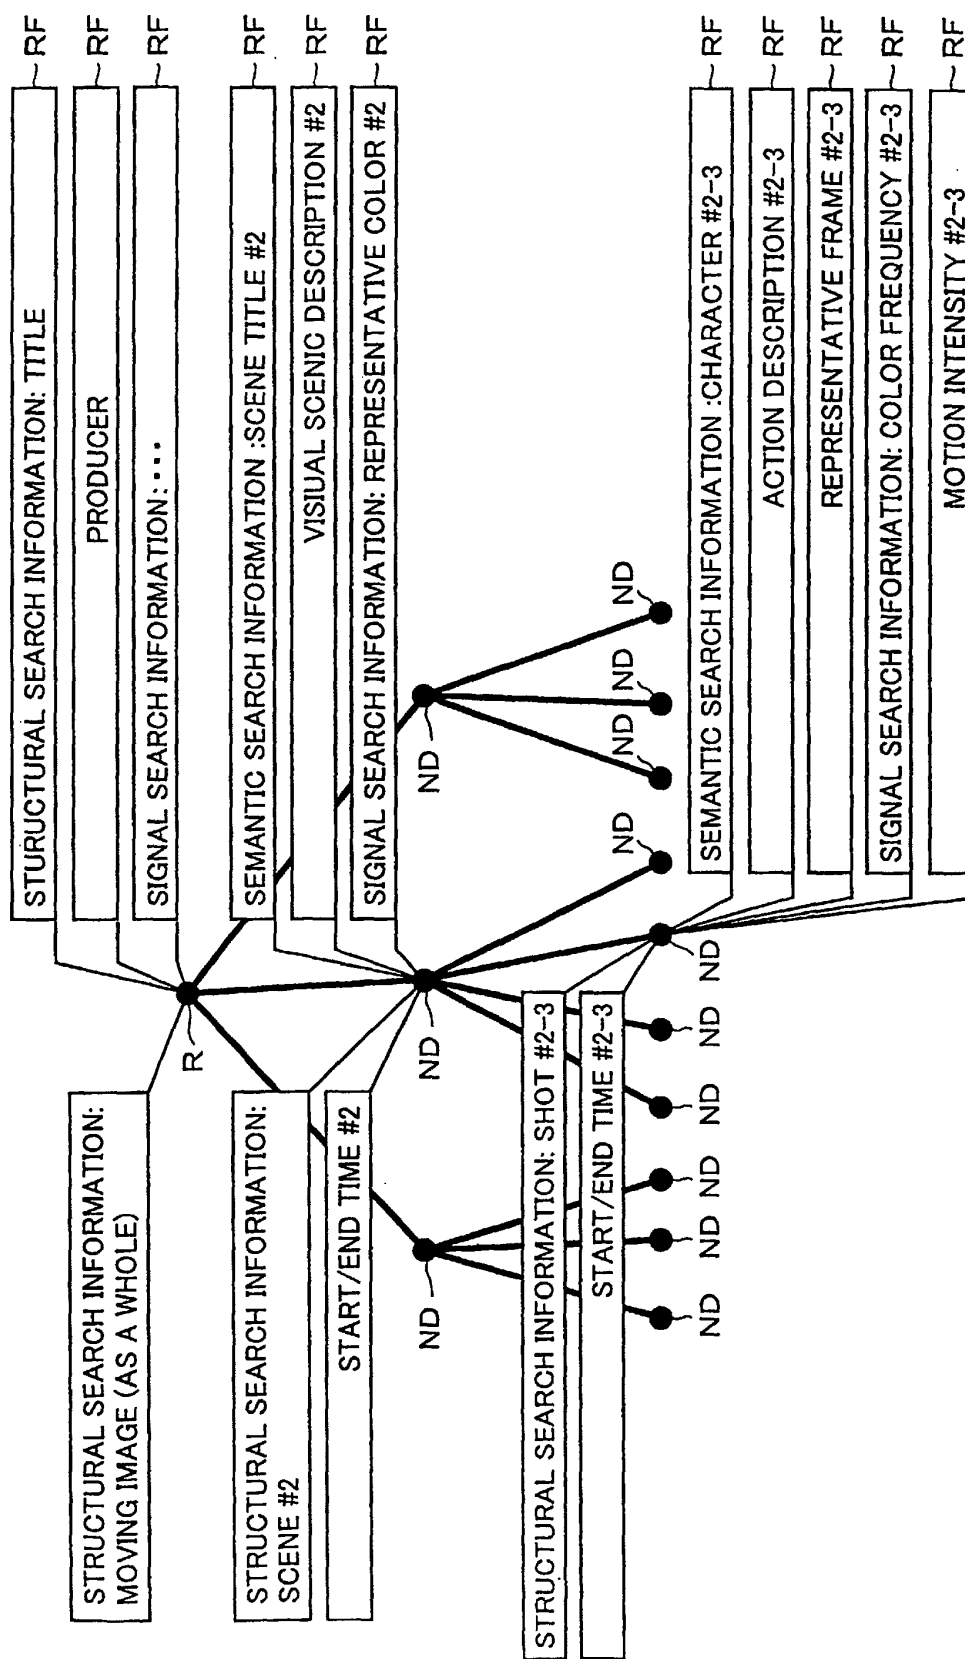 STRUCTURAL SEARCH INFORMATION:
MOVING IMAGE (AS A WHOLE)
STURUCTURAL SEARCH INFORMATION: TITLE
RF
PRODUCER
RF
SIGNAL SEARCH INFORMATION: •••
RF
R
STRUCTURAL SEARCH INFORMATION:
SCENE #2
START/END TIME #2
SEMANTIC SEARCH INFORMATION :SCENE TITLE #2
RF
VISIUAL SCENIC DESCRIPTION #2
RF
SIGNAL SEARCH INFORMATION: REPRESENTATIVE COLOR #2
RF
ND
ND
ND
STRUCTURAL SEARCH INFORMATION: SHOT #2-3
START/END TIME #2-3
ND
ND
ND
ND
ND
ND
ND
ND
ND
ND
SEMANTIC SEARCH INFORMATION :CHARACTER #2-3
RF
ACTION DESCRIPTION #2-3
RF
REPRESENTATIVE FRAME #2-3
RF
SIGNAL SEARCH INFORMATION: COLOR FREQUENCY #2-3
RF
MOTION INTENSITY #2-3
RF